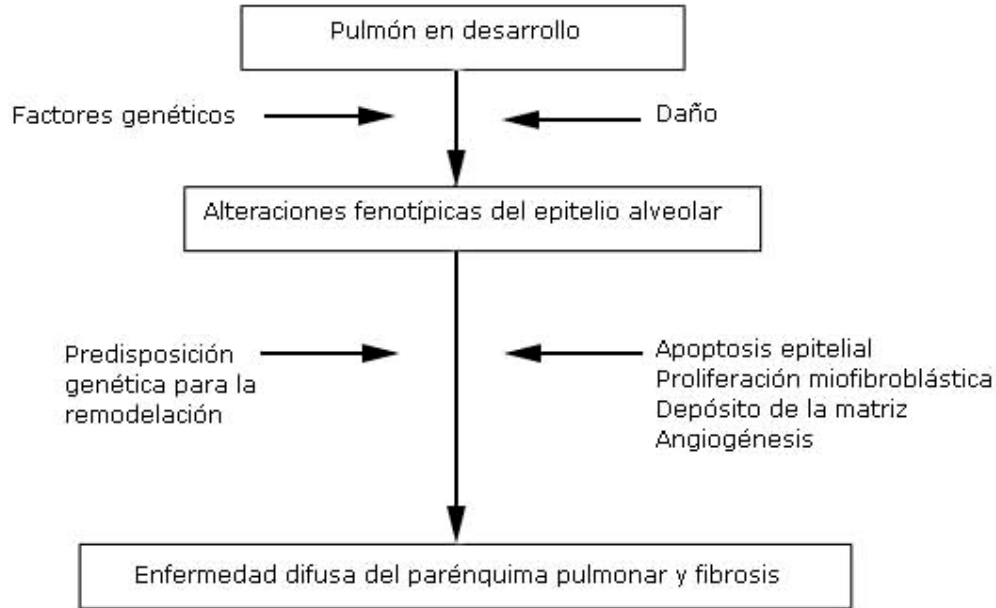 Pulmón en desarrollo
Factores genéticos
Daño
Alteraciones fenotípicas del epitelio alveolar
Predisposición
genética para la
remodelación
Apoptosis epitelial
Proliferación miofibroblástica
Depósito de la matriz
Angiogénesis
Enfermedad difusa del parénquima pulmonar y fibrosis